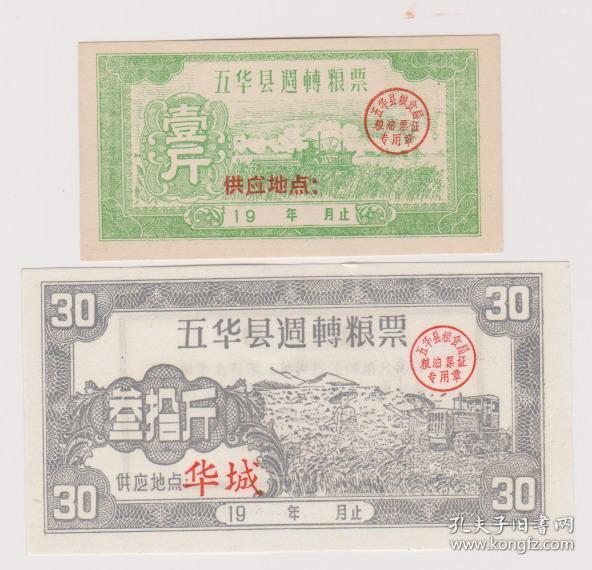 五华县週轉粮票
壹斤
五华县粮食局
粮油票证
专用章
供应地点：
19 年 月止
30 30
五华县週轉粮票
五华县粮食局
粮油票证
专用章
叁拾斤
供应地点：华城
30 30
19 年 月止
孔夫子旧书网
www.kongfz.com